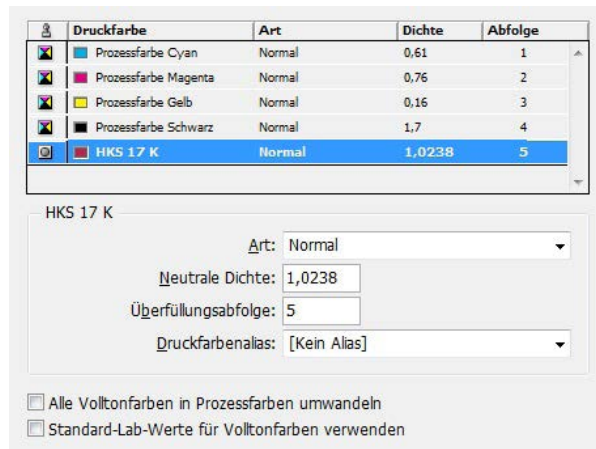 Druckfarbe Art Dichte Abfolge
Prozessfarbe Cyan Normal 0,61 1
Prozessfarbe Magenta Normal 0,76 2
Prozessfarbe Gelb Normal 0,16 3
Prozessfarbe Schwarz Normal 1,7 4
HKS 17 K Normal 1,0238 5
HKS 17 K
Art: Normal
Neutrale Dichte: 1,0238
Überfüllungsabfolge: 5
Druckfarbenalias: [Kein Alias]
Alle Volltonfarben in Prozessfarben umwandeln
Standard-Lab-Werte für Volltonfarben verwenden